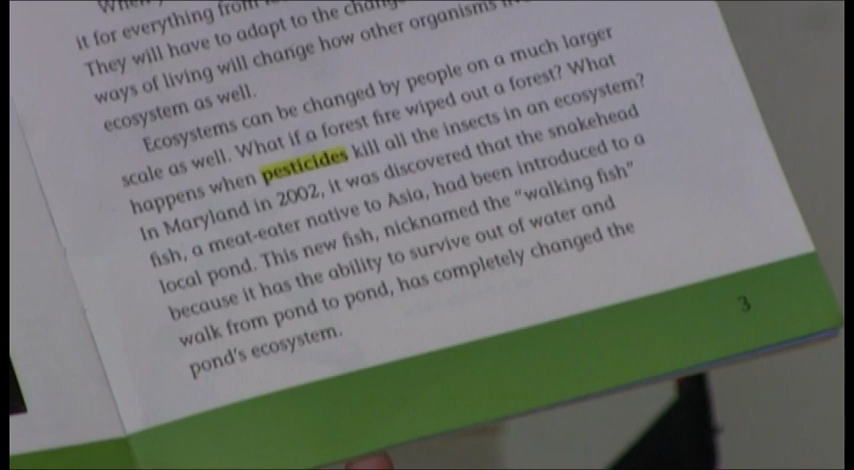 When
it for everything from
They will have to adapt to the
ways of living will change how other organisms
ecosystem as well.
Ecosystems can be changed by people on a much larger
scale as well. What if a forest fire wiped out a forest? What
happens when pesticides kill all the insects in an ecosystem?
In Maryland in 2002, it was discovered that the snakehead
fish, a meat-eater native to Asia, had been introduced to a
local pond. This new fish, nicknamed the “walking fish”
because it has the ability to survive out of water and
walk from pond to pond, has completely changed the
pond's ecosystem.
3